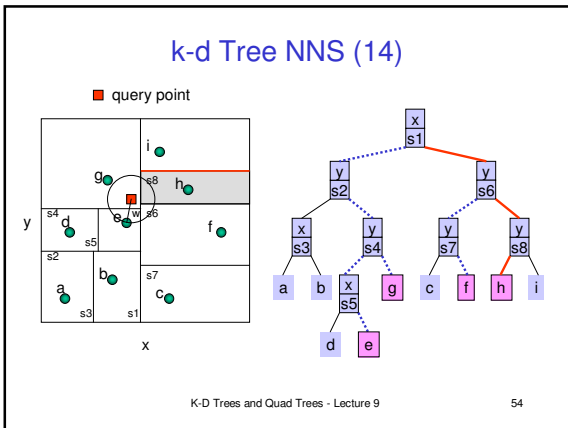 k-d Tree NNS (14)
query point
i
g
s8
h
s4
e
w
s6
d
f
y
s5
s2
b
s7
a
c
s3
s1
x
x
s1
y
s2
y
s6
x
s3
y
s4
y
s7
y
s8
a
b
x
s5
g
c
f
h
i
d
e
K-D Trees and Quad Trees - Lecture 9
54